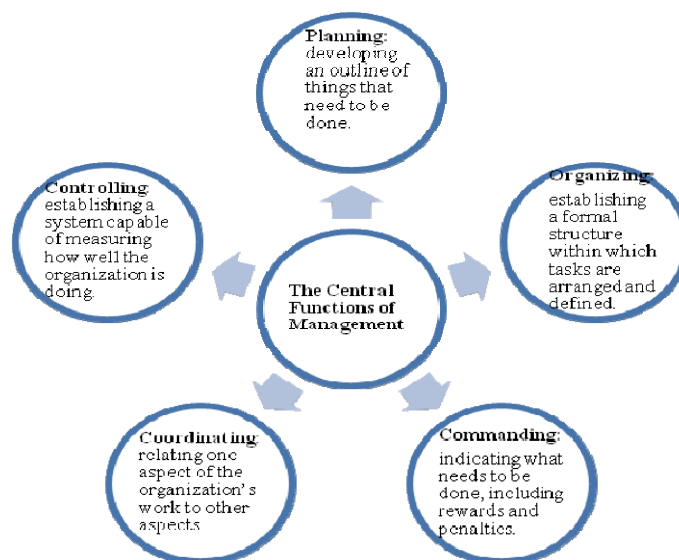 Planning:
developing
an outline of
things that
need to be
done.
Controlling:
establishing a
system capable
of measuring
how well the
organization is
doing.
Organizing:
establishing
a formal
structure
within which
tasks are
arranged and
defined.
The Central
Functions of
Management
Coordinating:
relating one
aspect of the
organization's
work to other
aspects
Commanding:
indicating what
needs to be
done, including
rewards and
penalties.